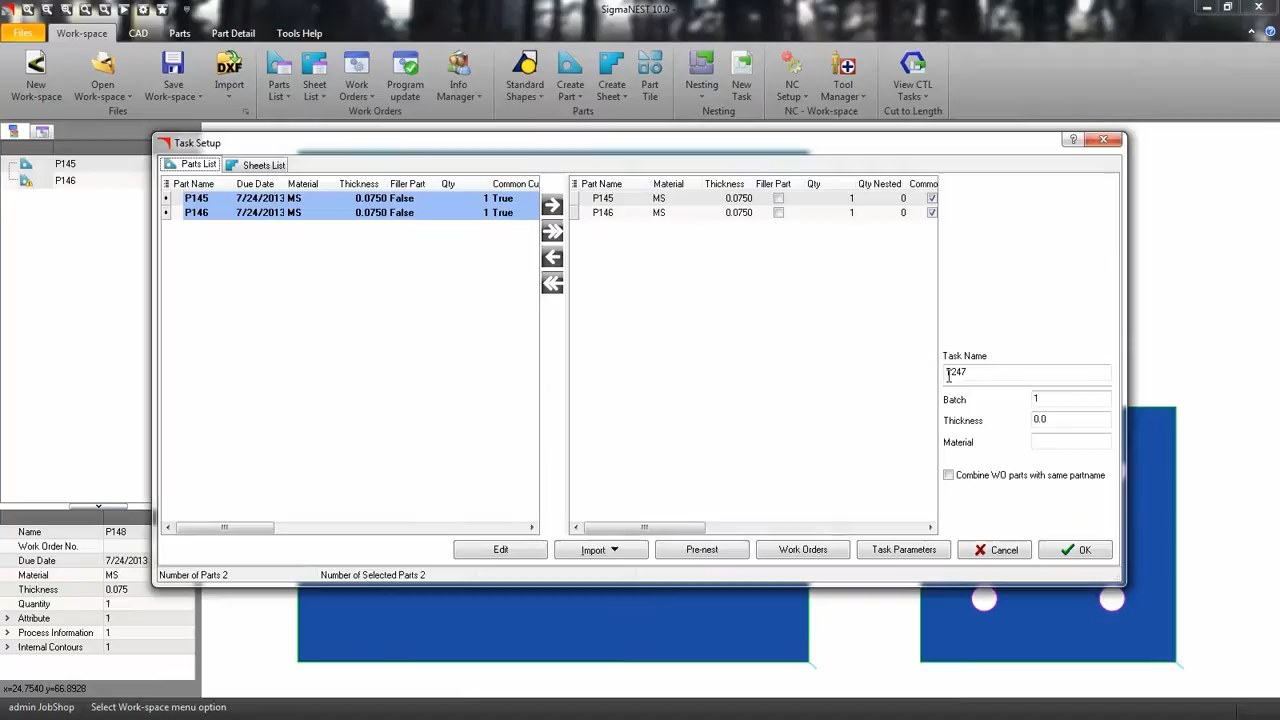 SigmaNEST 10.0 -
Files Work-space CAD Parts Part Detail Tools Help
New Work-space Open Work-space Save Work-space Import Parts List Sheet List Work Orders Program update Info Manager Standard Shapes Create Part Create Sheet Part Tile Nesting New Task NC Setup Tool Manager View CTL Tasks
DXF
Files Work Orders Parts Nesting NC - Work-space Cut to Length
P145
P146
Task Setup
Parts List Sheets List
Part Name Due Date Material Thickness Filler Part Qty Common Cu
P145 7/24/2013 MS 0.0750 False 1 True
P146 7/24/2013 MS 0.0750 False 1 True
Part Name Material Thickness Filler Part Qty Qty Nested Commo
P145 MS 0.0750 1 0
P146 MS 0.0750 1 0
Task Name
Batch 1
Thickness 0.0
Material
Combine WO parts with same partname
Edit Import Pre-nest Work Orders Task Parameters Cancel OK
Number of Parts 2 Number of Selected Parts 2
Name P148
Work Order No.
Due Date 7/24/2013
Material MS
Thickness 0.075
Quantity 1
Attribute 1
Process Information 1
Internal Contours 1
x=24.7540 y=66.8928
admin JobShop Select Work-space menu option